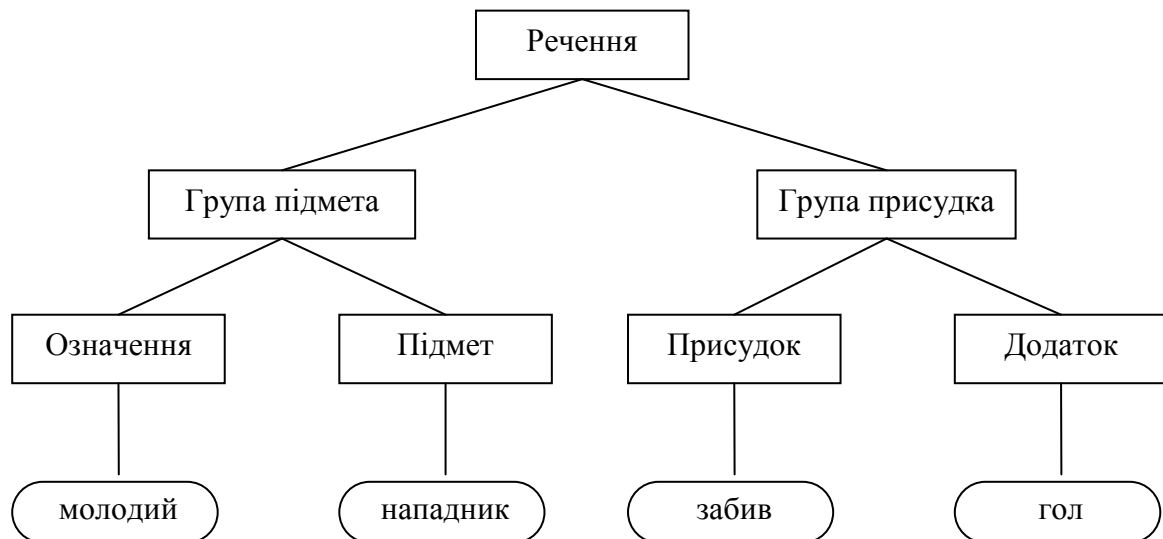 Речення
Група підмета
Група присудка
Означення
Підмет
Присудок
Додаток
молодий
нападник
забив
гол